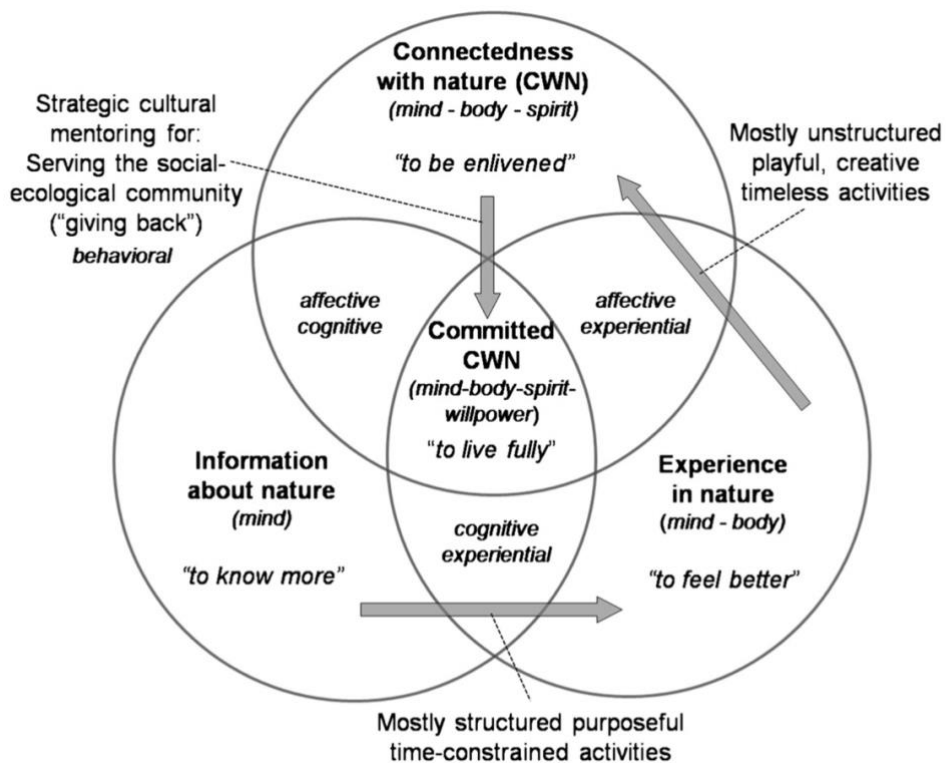 Connectedness
with nature (CWN)
(mind - body - spirit)
“to be enlivened”
Strategic cultural
mentoring for:
Serving the social-
ecological community
(“giving back”)
behavioral
Mostly unstructured
playful, creative
timeless activities
affective
cognitive
affective
experiential
Committed
CWN
(mind-body-spirit-
willpower)
“to live fully”
Information
about nature
(mind)
“to know more”
Experience
in nature
(mind - body)
“to feel better”
cognitive
experiential
Mostly structured purposeful
time-constrained activities